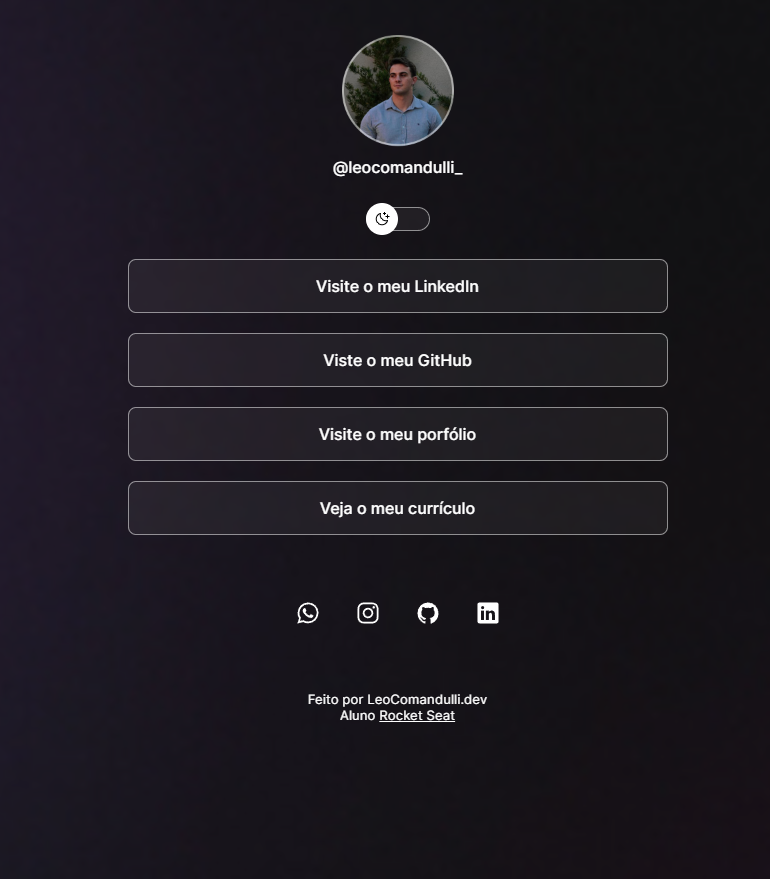 @leocomandulli_
Visite o meu LinkedIn
Viste o meu GitHub
Visite o meu porfólio
Veja o meu currículo
in
Feito por LeoComandulli.dev
Aluno Rocket Seat